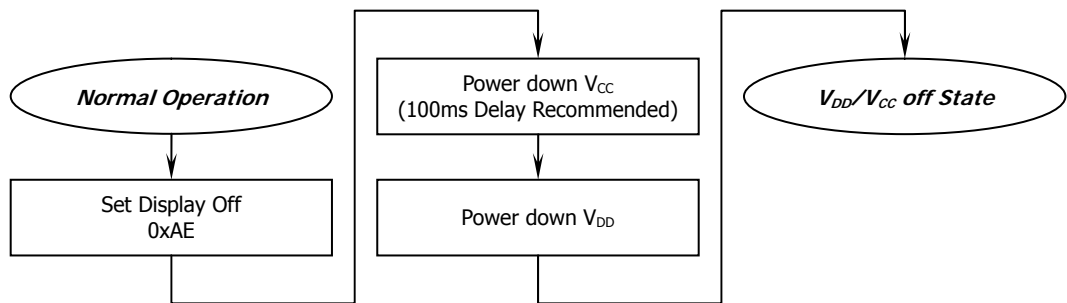 Normal Operation
Set Display Off
0xAE
Power down VCC
(100ms Delay Recommended)
Power down VDD
VDD/VCC off State